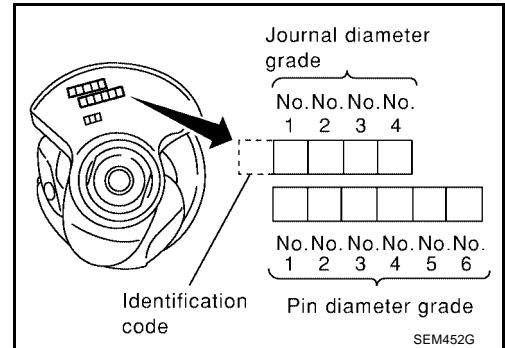 Journal diameter
grade
No. No. No. No.
1 2 3 4
No. No. No. No. No. No.
1 2 3 4 5 6
Identification
code
Pin diameter grade
SEM452G